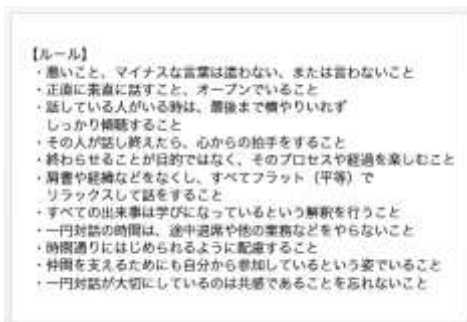 【ルール】
・悪いこと、マイナスな言葉は遣わない、または言わないこと
・正直に素直に話すこと、オープンでいること
・話している人がいる時は、最後まで横やりいれず
しっかり傾聴すること
・その人が話し終えたら、心からの拍手をすること
・終わらせることが目的ではなく、そのプロセスや経過を楽しむこと
・肩書や経緯などをなくし、すべてフラット（平等）で
リラックスして話をすること
・すべての出来事は学びになっているという解釈を行うこと
・一円対話の時間は、途中退席や他の業務などをやらないこと
・時間通りにはじめられるように配慮すること
・仲間を支えるためにも自分から参加しているという姿でいること
・一円対話が大切にしているのは共感であることを忘れないこと